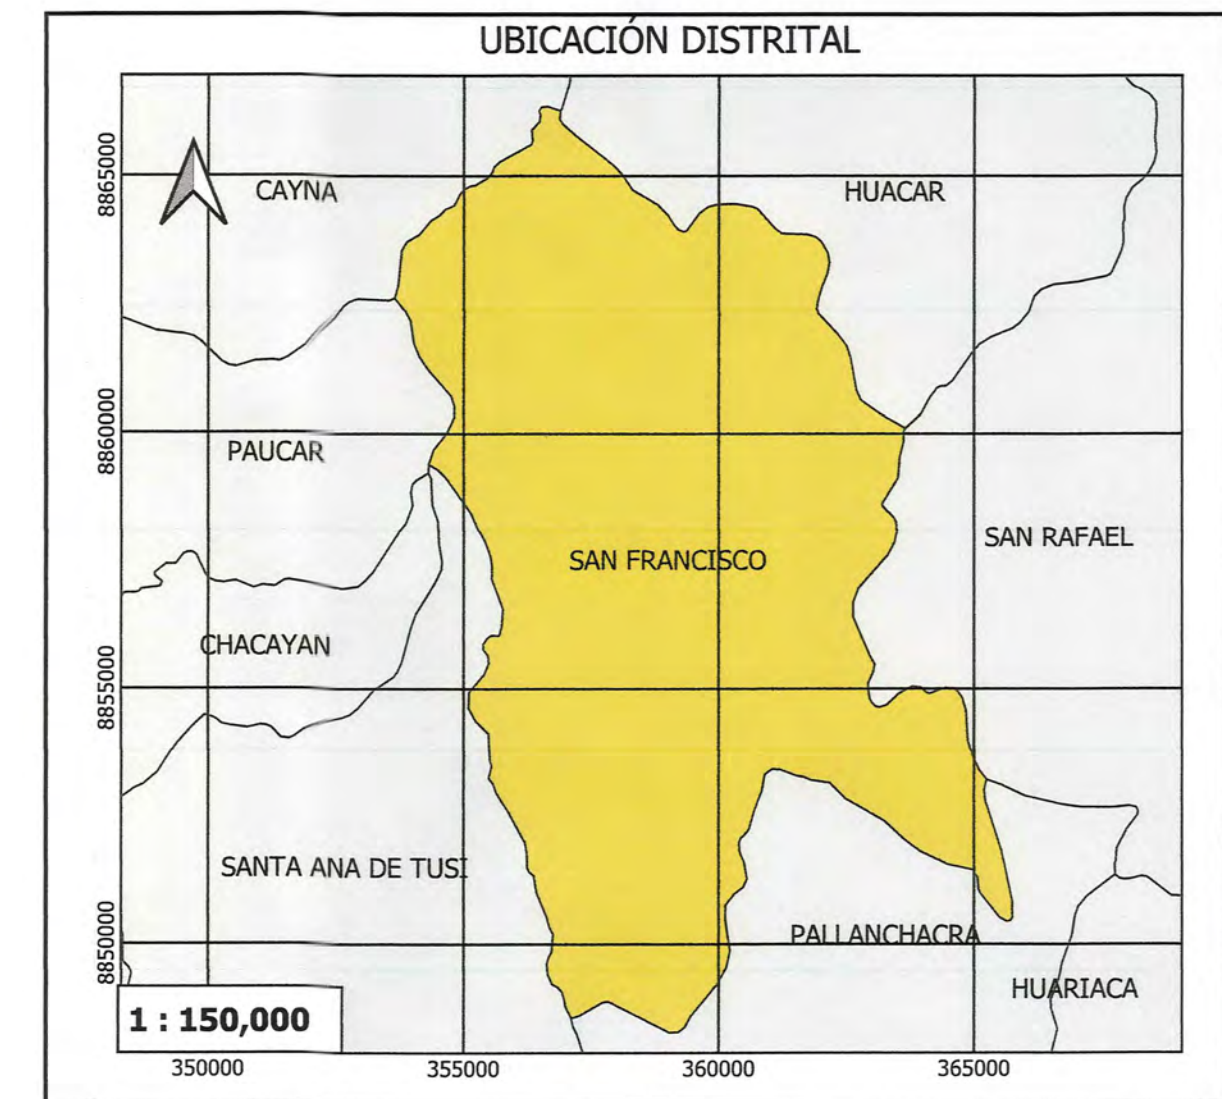 UBICACIÓN DISTRITAL
8865000
CAYNA
HUACAR
8860000
PAUCAR
SAN RAFAEL
SAN FRANCISCO
CHACAYAN
8855000
SANTA ANA DE TUSI
PALLANCHACRA
8850000
HUARIACA
1 : 150,000
350000
355000
360000
365000